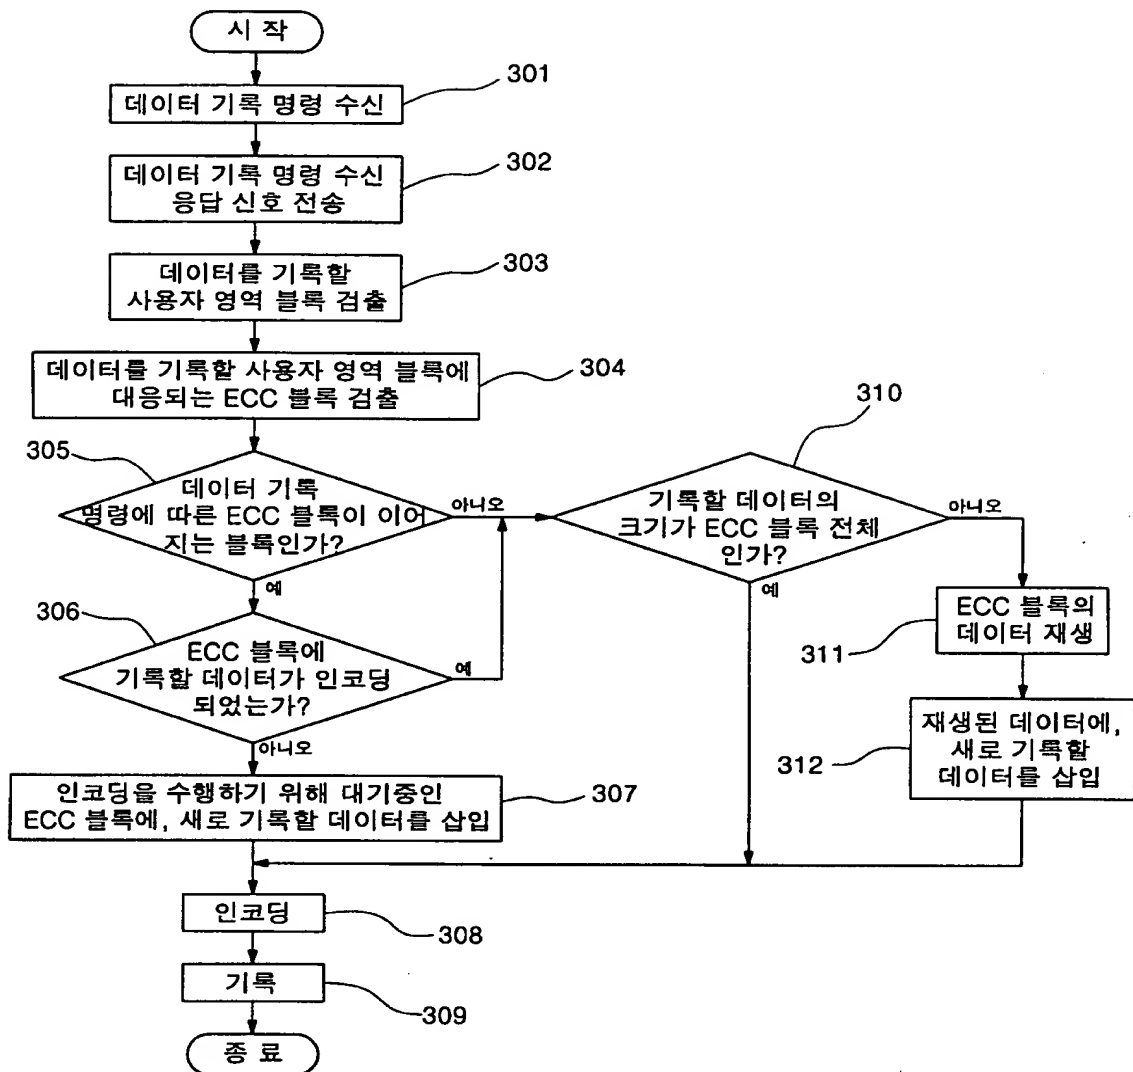 시 작
301
데이터 기록 명령 수신
302
데이터 기록 명령 수신
응답 신호 전송
303
데이터를 기록할
사용자 영역 블록 검출
304
데이터를 기록할 사용자 영역 블록에
대응되는 ECC 블록 검출
305
데이터 기록
명령에 따른 ECC 블록이 이어
지는 블록인가?
아니오
예
306
ECC 블록에
기록할 데이터가 인코딩
되었는가?
예
아니오
307
인코딩을 수행하기 위해 대기중인
ECC 블록에, 새로 기록할 데이터를 삽입
310
기록할 데이터의
크기가 ECC 블록 전체
인가?
아니오
예
ECC 블록의
데이터 재생
311
재생된 데이터에,
새로 기록할
데이터를 삽입
312
인코딩
308
기록
309
종 료